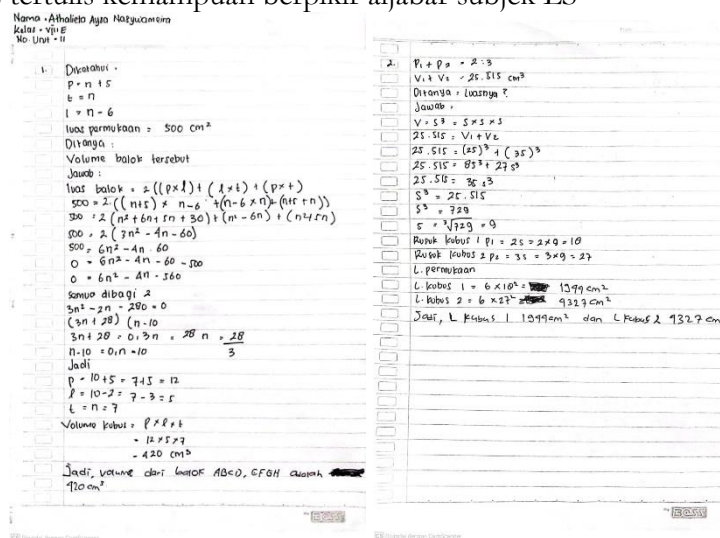 tertulis kemampuan berpikir aljabar subjek ES
Nama : Athalieta Ayra Nazywameira
Kelas : VIII E
No Urut : 11
1. Diketahui :
P = n + 5
t = n
l = n - 6
luas permukaan = 500 cm²
Ditanya :
Volume balok tersebut
Jawab :
luas balok = 2 ((p×l) + (l×t) + (p×t)
500 = 2 ((n+5) × n-6 +(n-6 × n)+ (n+5 + n))
500 = 2 (n² + 6n + 5n + 30) + (n² - 6n) + (n²+5n)
500 = 2 (3n² - 4n - 60)
500 = 6n² - 4n - 60
0 = 6n² - 4n - 60 - 500
0 = 6n² - 4n - 560
semua dibagi 2
3n² - 2n - 280 = 0
(3n + 28) (n-10
3n + 28 = 0, 3n = 28 n = 28
3
n-10 = 0, n = 10
Jadi
p = 10+5 = 7+5 = 12
l = 10-2 = 7-3 = 5
t = n = 7
Volume kubus = p × l × t
= 12 × 5 × 7
= 420 cm³
Jadi, volume dari balok ABCD, EFGH adalah
420 cm³
BOSS
2. P₁ + P₂ = 2:3
V₁ + V₂ = 25.515 cm³
Ditanya : luasnya ?
Jawab :
V = S³ = S × S × S
25.515 = V₁ + V₂
25.515 = (2S)³ + (3S)³
25.515 = 8S³ + 27S³
25.515 = 35 s³
S³ = 25.515
S³ = 729
S = ³√729 = 9
Rusuk kubus 1 P₁ = 2S = 2×9 = 18
Rusuk kubus 2 P₂ = 3S = 3×9 = 27
L. permukaan
L. kubus 1 = 6 × 18² = 1944 cm²
L. kubus 2 = 6 × 27² = 4327 cm²
Jadi, L kubus 1 1944 cm² dan L kubus 2 4327 cm
BOSS